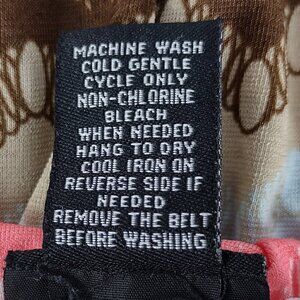 MACHINE WASH
COLD GENTLE
CYCLE ONLY
NON-CHLORINE
BLEACH
WHEN NEEDED
HANG TO DRY
COOL IRON ON
REVERSE SIDE IF
NEEDED
REMOVE THE BELT
BEFORE WASHING